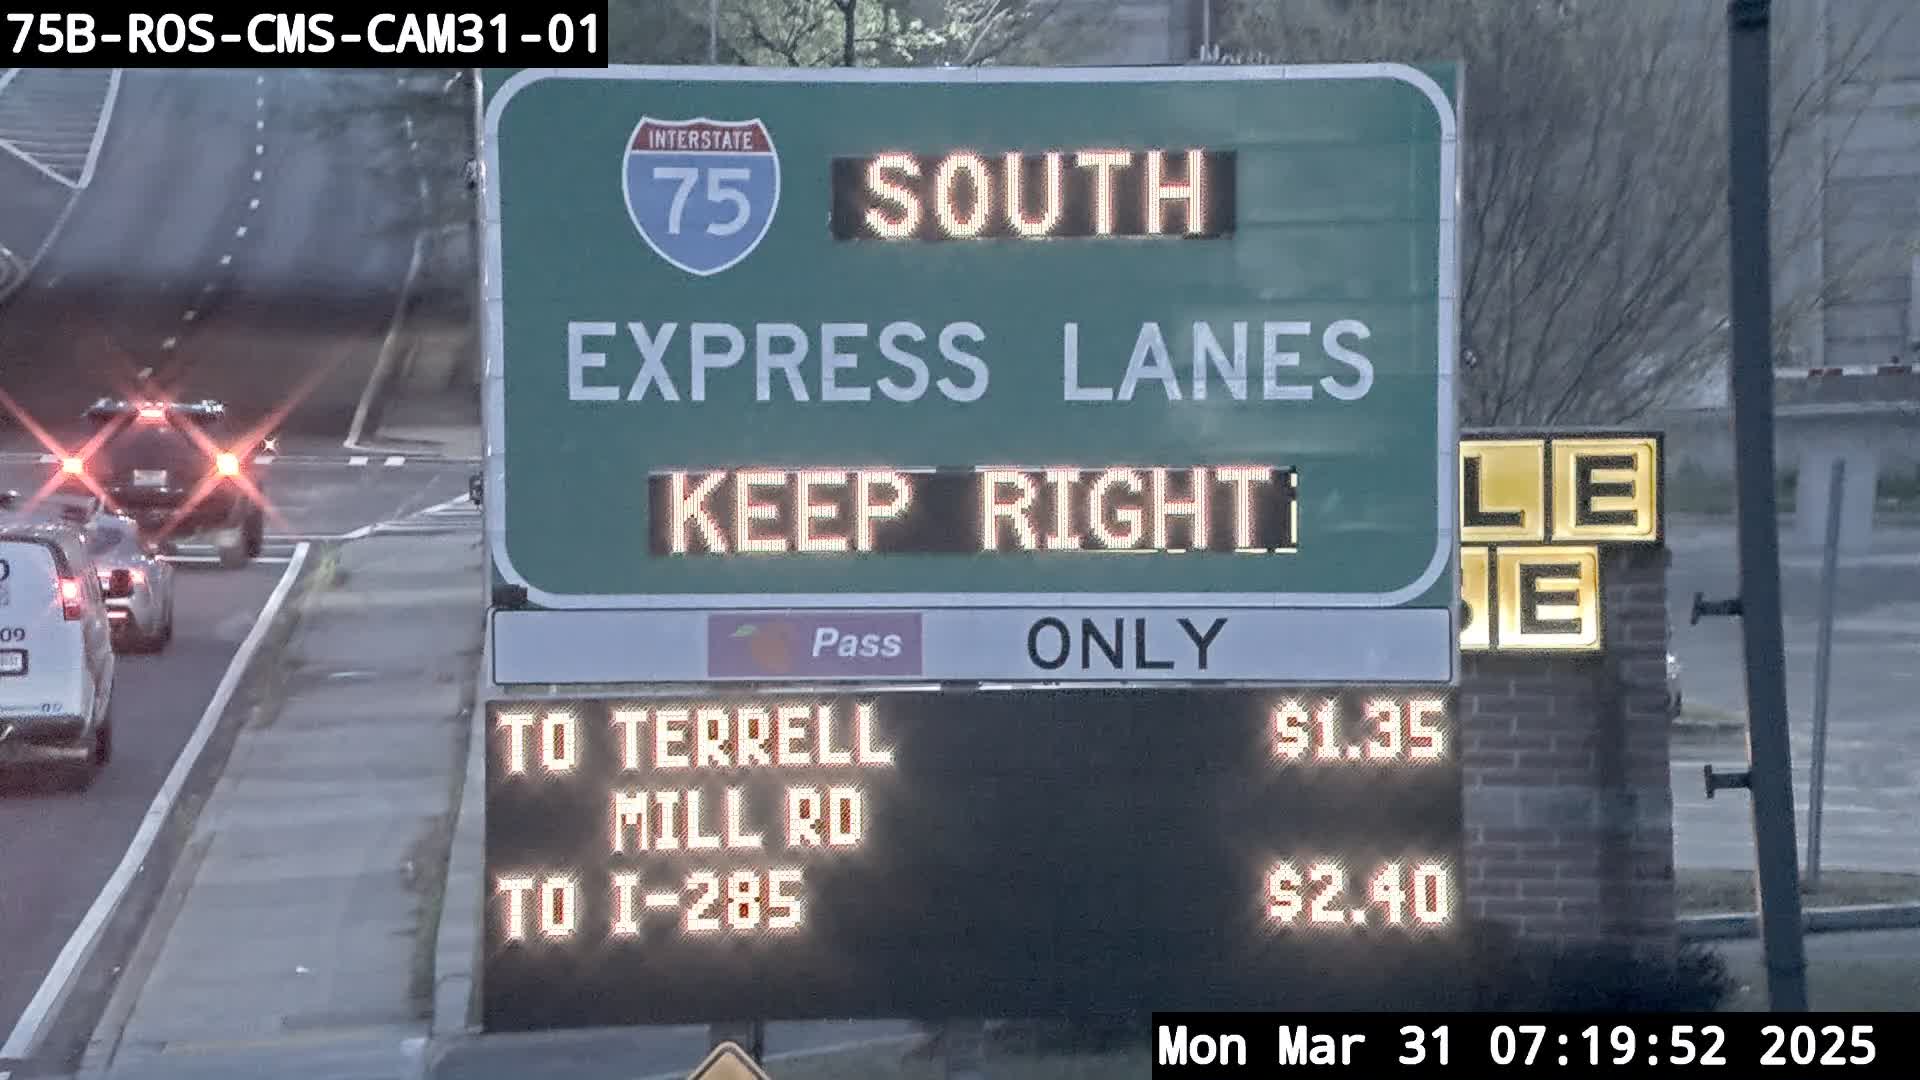 75B-ROS-CMS-CAM31-01
INTERSTATE
75
SOUTH
EXPRESS LANES
KEEP RIGHT
Pass ONLY
TO TERRELL $1.35
MILL RD
TO I-285 $2.40
LE
E
09
Mon Mar 31 07:19:52 2025